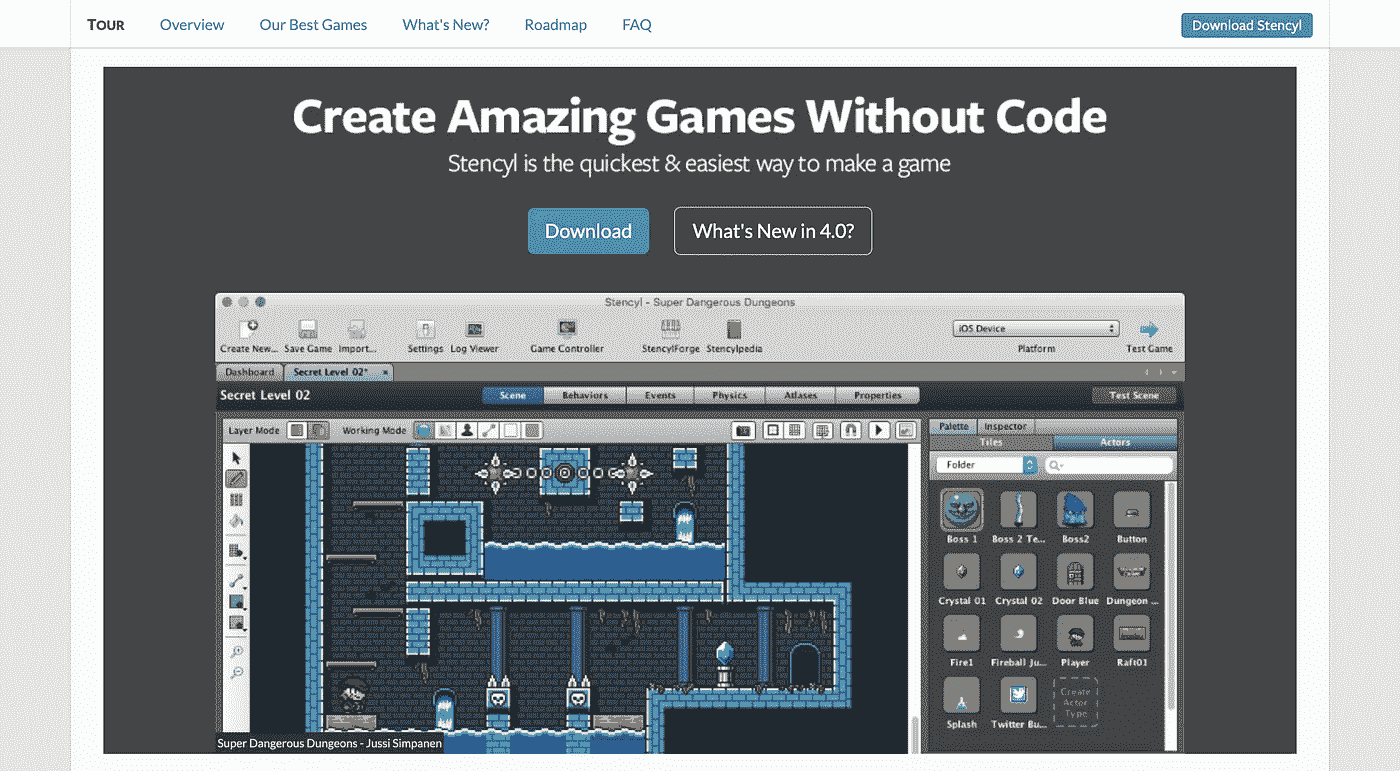 TOUR Overview Our Best Games What's New? Roadmap FAQ Download Stencyl
Create Amazing Games Without Code
Stencyl is the quickest & easiest way to make a game
Download What's New in 4.0?
Stencyl - Super Dangerous Dungeons
iOS Device
Create New... Save Game Import... Settings Log Viewer Game Controller StencylForge Stencylpedia Platform Test Game
Dashboard Secret Level 02*
Secret Level 02 Scene Behaviors Events Physics Atlases Properties Test Scene
Layer Mode Working Mode Palette Inspector
Tiles Actors
Folder
Boss 1 Boss 2 Te... Boss2 Button
Crystal 01 Crystal 02 Door Blue Dungeon ...
Fire1 Fireball Ju... Player Raft01
Create
Actor
Type
Splash Twitter Bu...
Super Dangerous Dungeons - Jussi Simpanen